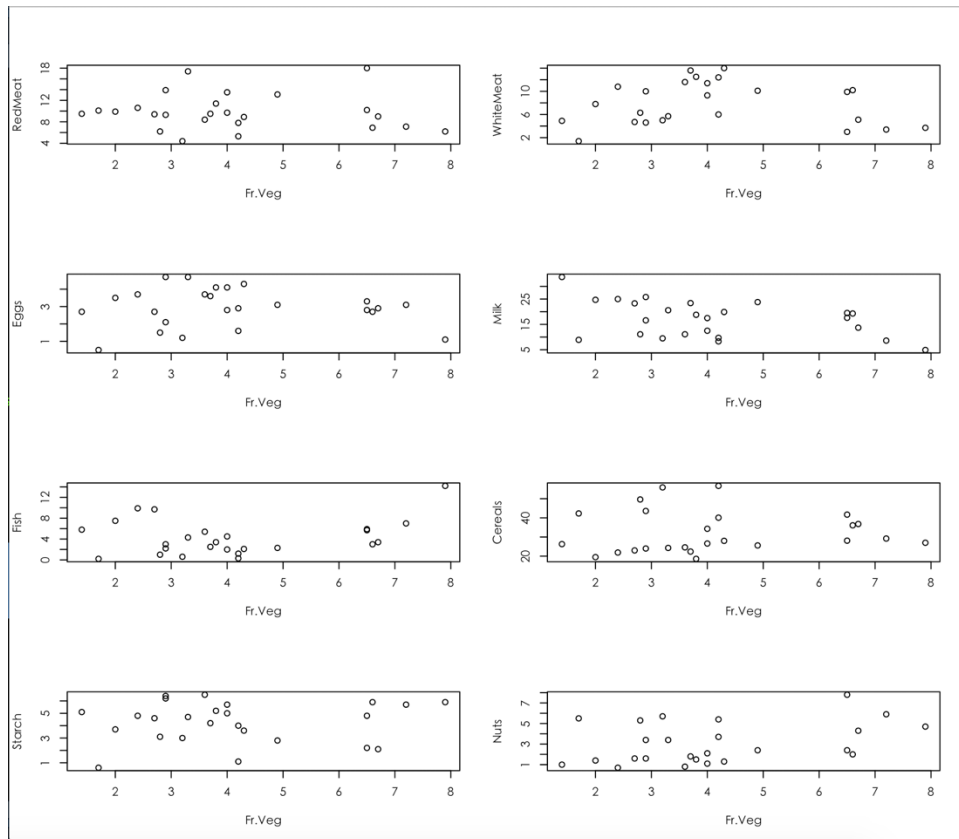 RedMeat
4 8 12 18
2 3 4 5 6 7 8
Fr.Veg
WhiteMeat
2 6 10
2 3 4 5 6 7 8
Fr.Veg
Eggs
1 3
2 3 4 5 6 7 8
Fr.Veg
Milk
5 15 25
2 3 4 5 6 7 8
Fr.Veg
Fish
0 4 8 12
2 3 4 5 6 7 8
Fr.Veg
Cereals
20 40
2 3 4 5 6 7 8
Fr.Veg
Starch
1 3 5
2 3 4 5 6 7 8
Fr.Veg
Nuts
1 3 5 7
2 3 4 5 6 7 8
Fr.Veg